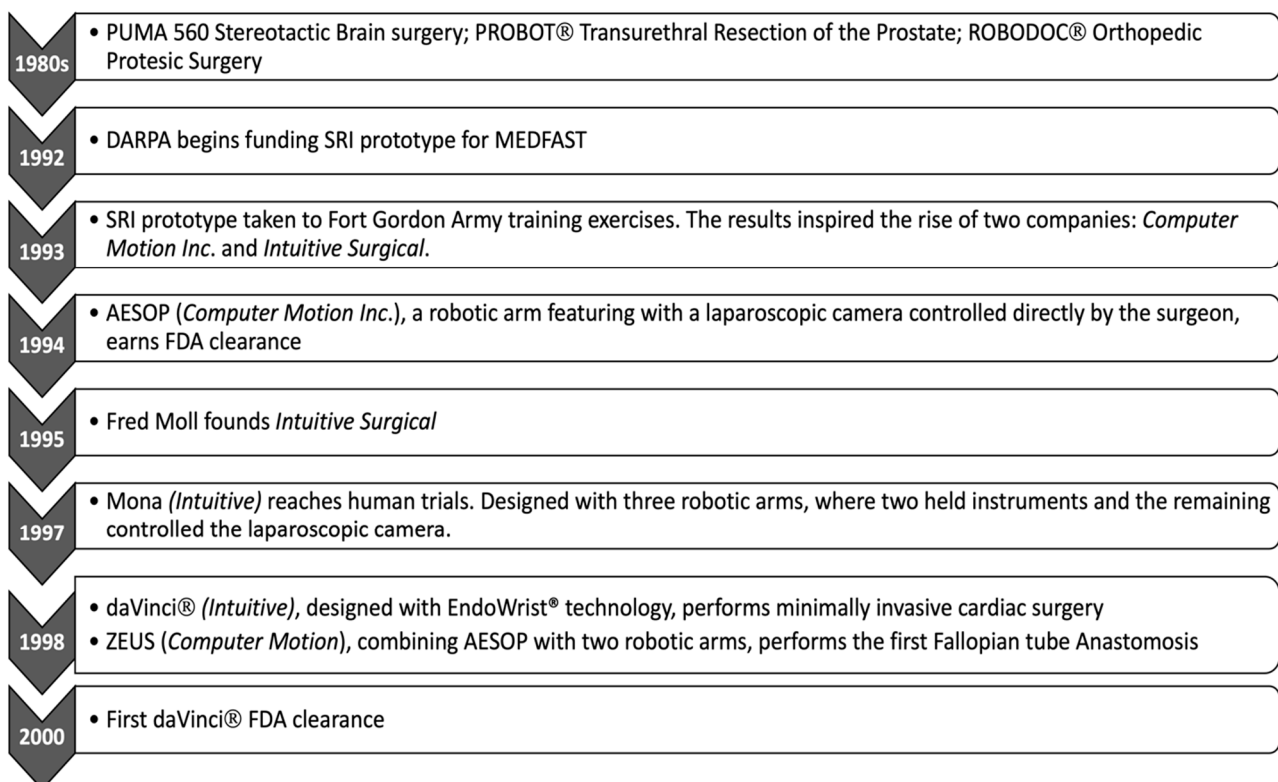 1980s
• PUMA 560 Stereotactic Brain surgery; PROBOT® Transurethral Resection of the Prostate; ROBODOC® Orthopedic
Protesic Surgery
1992
• DARPA begins funding SRI prototype for MEDFAST
1993
• SRI prototype taken to Fort Gordon Army training exercises. The results inspired the rise of two companies: Computer
Motion Inc. and Intuitive Surgical.
1994
• AESOP (Computer Motion Inc.), a robotic arm featuring with a laparoscopic camera controlled directly by the surgeon,
earns FDA clearance
1995
• Fred Moll founds Intuitive Surgical
1997
• Mona (Intuitive) reaches human trials. Designed with three robotic arms, where two held instruments and the remaining
controlled the laparoscopic camera.
1998
• daVinci® (Intuitive), designed with EndoWrist® technology, performs minimally invasive cardiac surgery
• ZEUS (Computer Motion), combining AESOP with two robotic arms, performs the first Fallopian tube Anastomosis
2000
• First daVinci® FDA clearance